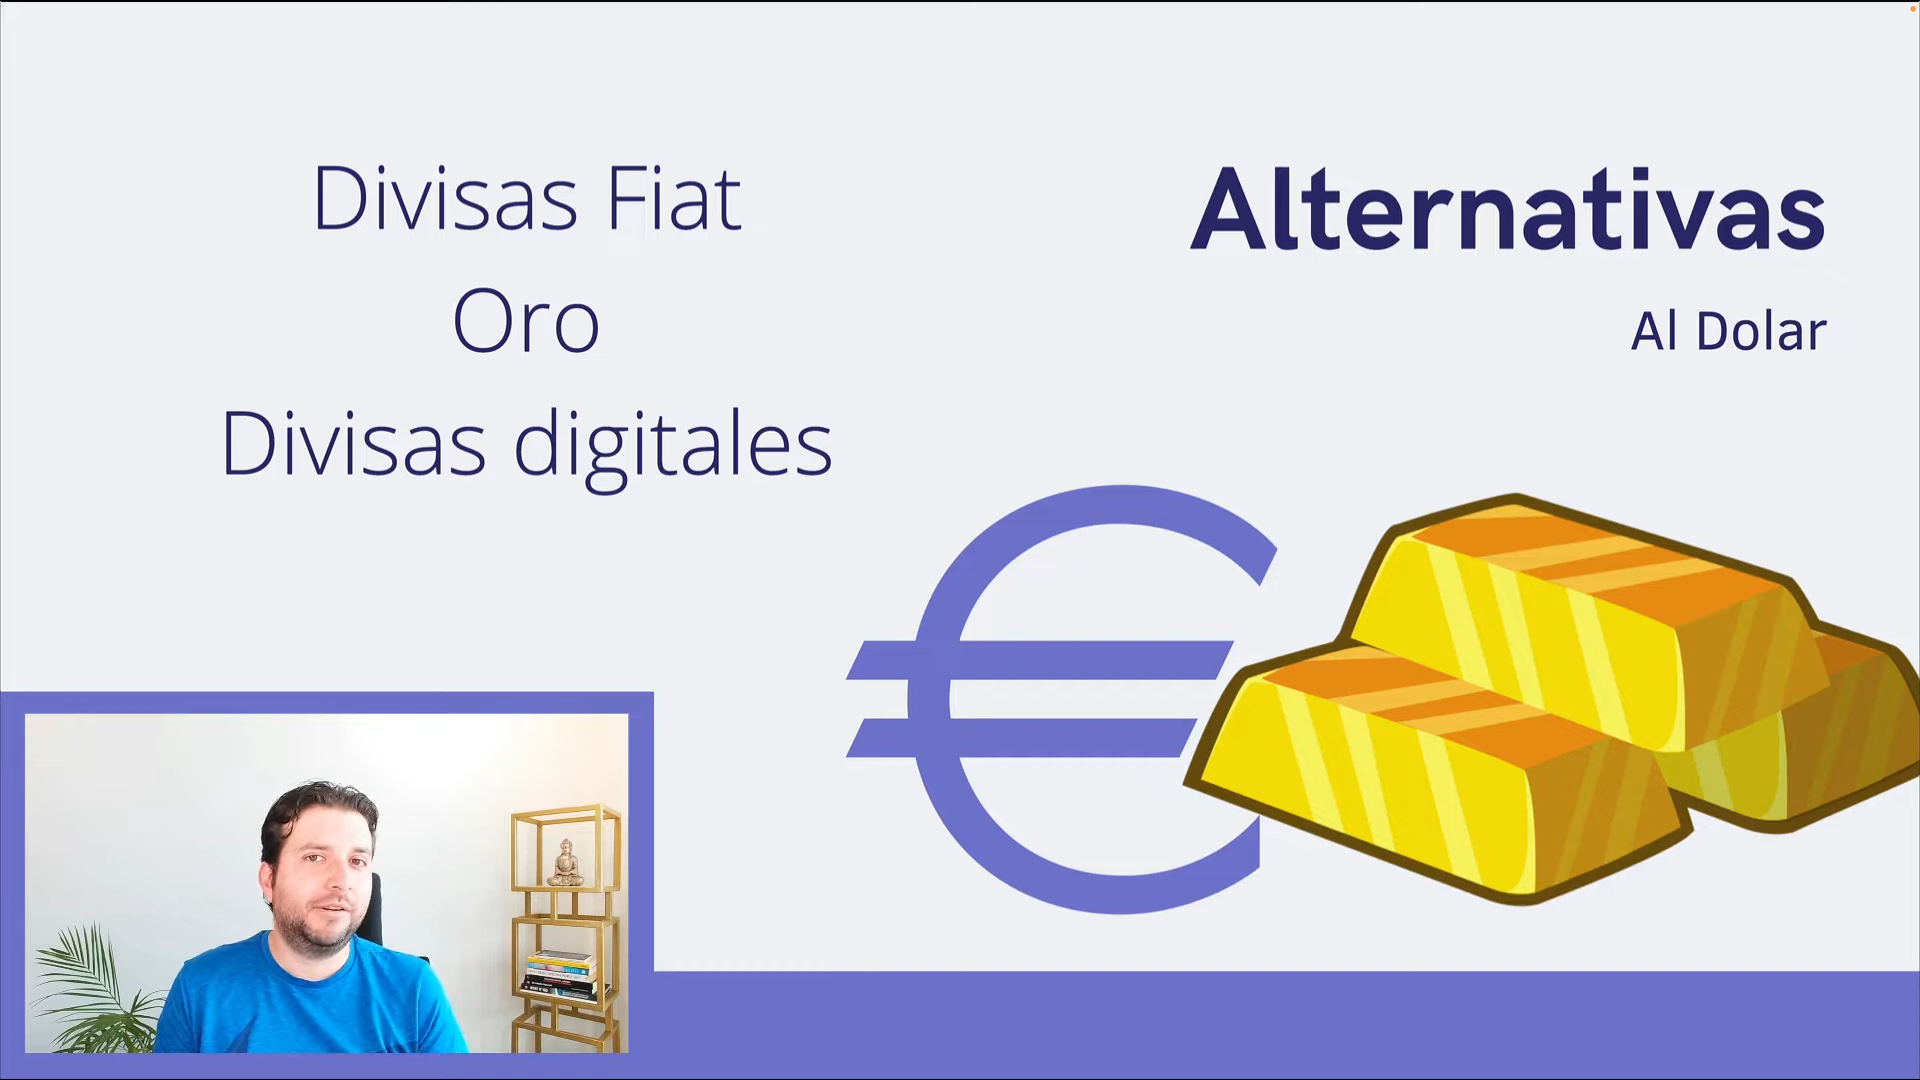 Divisas Fiat
Oro
Divisas digitales
Alternativas
Al Dolar